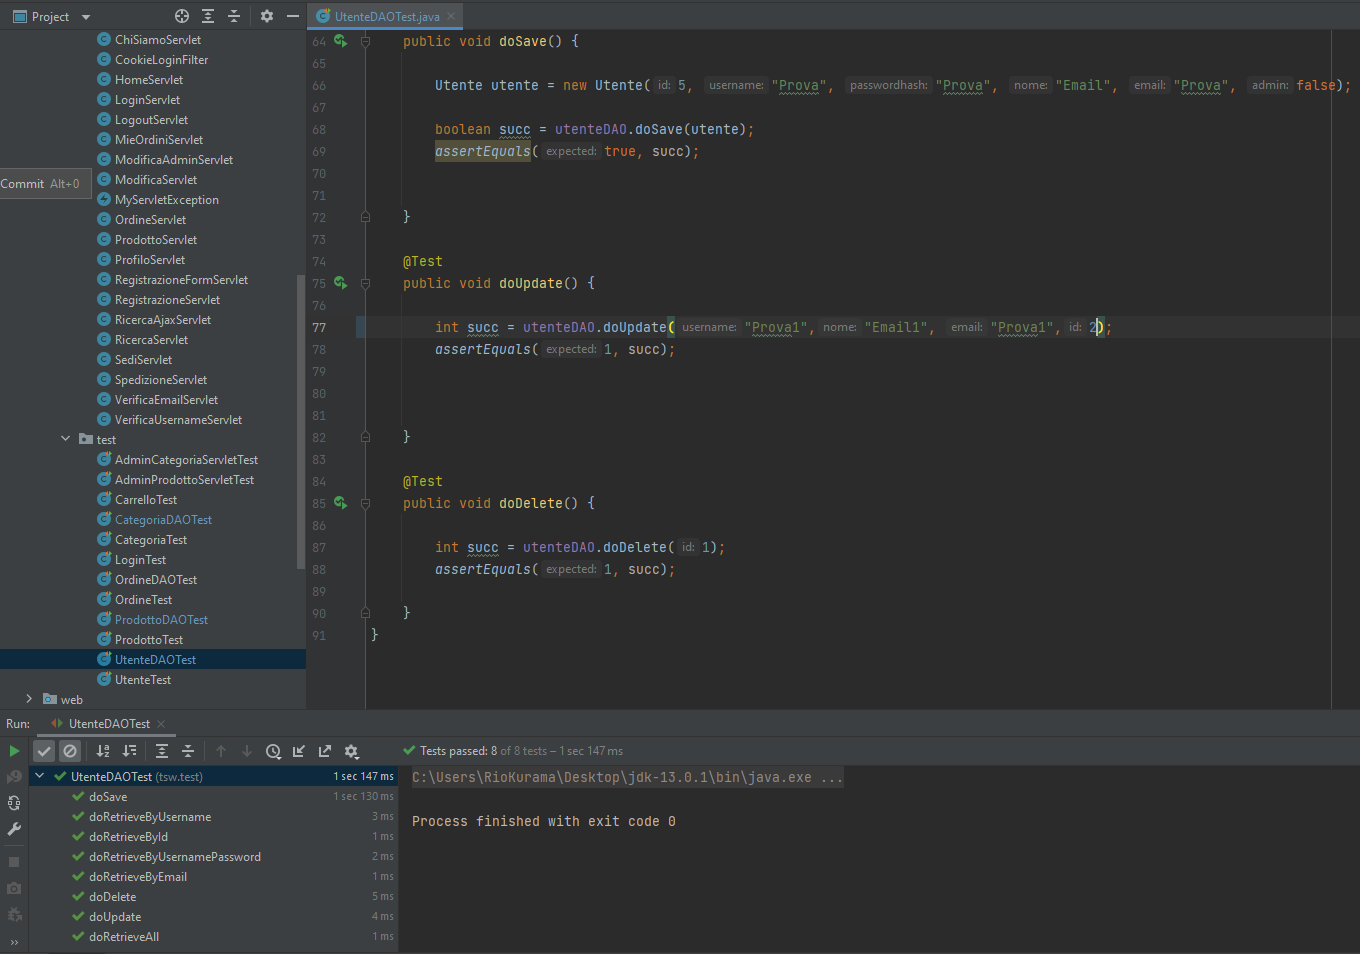 Project
UtenteDAOTest.java
ChiSiamoServlet
CookieLoginFilter
HomeServlet
LoginServlet
LogoutServlet
MieOrdiniServlet
ModificaAdminServlet
ModificaServlet
Commit Alt+0
MyServletException
OrdineServlet
ProdottoServlet
ProfiloServlet
RegistrazioneFormServlet
RegistrazioneServlet
RicercaAjaxServlet
RicercaServlet
SediServlet
SpedizioneServlet
VerificaEmailServlet
VerificaUsernameServlet
test
AdminCategoriaServletTest
AdminProdottoServletTest
CarrelloTest
CategoriaDAOTest
CategoriaTest
LoginTest
OrdineDAOTest
OrdineTest
ProdottoDAOTest
ProdottoTest
UtenteDAOTest
UtenteTest
web
64 public void doSave() {
65
66 Utente utente = new Utente( id: 5, username: "Prova", passwordhash: "Prova", nome: "Email", email: "Prova", admin: false);
67
68 boolean succ = utenteDAO.doSave(utente);
69 assertEquals( expected: true, succ);
70
71
72 }
73
74 @Test
75 public void doUpdate() {
76
77 int succ = utenteDAO.doUpdate( username: "Prova1", nome: "Email1", email: "Prova1", id: 2);
78 assertEquals( expected: 1, succ);
79
80
81
82 }
83
84 @Test
85 public void doDelete() {
86
87 int succ = utenteDAO.doDelete( id: 1);
88 assertEquals( expected: 1, succ);
89
90 }
91 }
Run: UtenteDAOTest
Tests passed: 8 of 8 tests – 1 sec 147 ms
UtenteDAOTest (tsw.test) 1 sec 147 ms
doSave 1 sec 130 ms
doRetrieveByUsername 3 ms
doRetrieveById 1 ms
doRetrieveByUsernamePassword 2 ms
doRetrieveByEmail 1 ms
doDelete 5 ms
doUpdate 4 ms
doRetrieveAll 1 ms
C:\Users\RioKurama\Desktop\jdk-13.0.1\bin\java.exe ...
Process finished with exit code 0